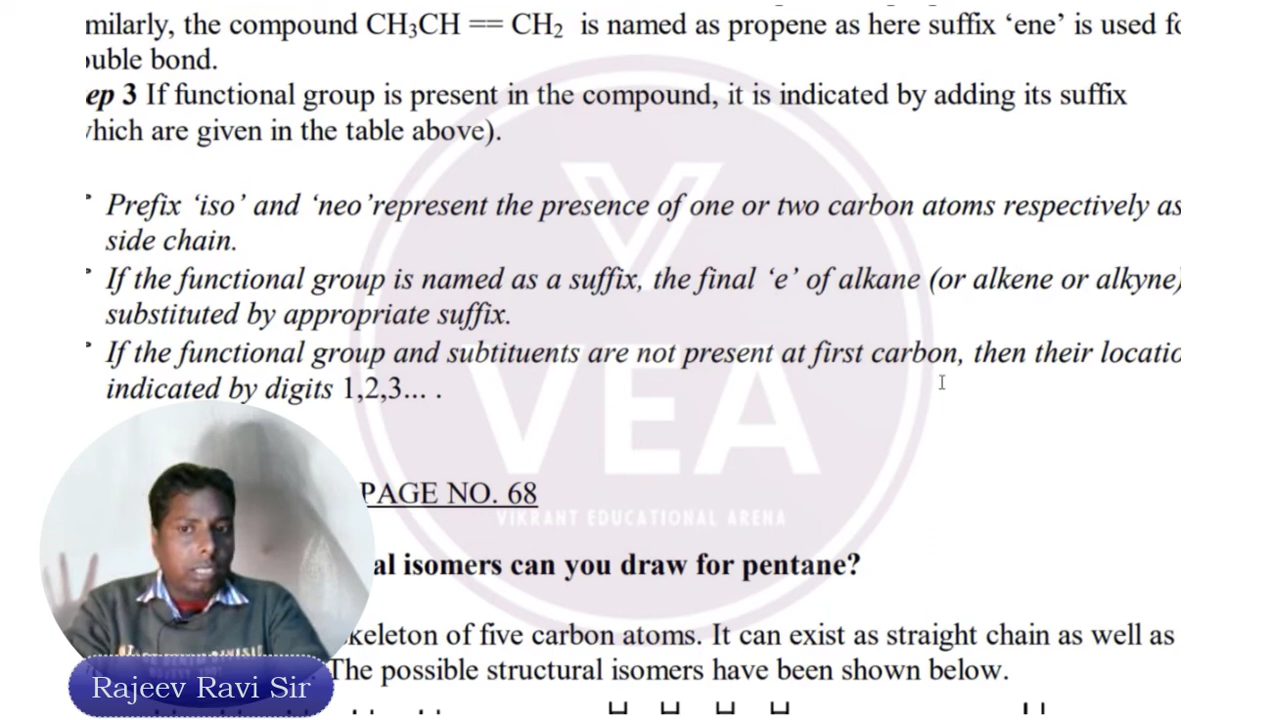 milarly, the compound CH₃CH == CH₂ is named as propene as here suffix ‘ene’ is used fo
uble bond.
ep 3 If functional group is present in the compound, it is indicated by adding its suffix
hich are given in the table above).
Prefix ‘iso’ and ‘neo’represent the presence of one or two carbon atoms respectively as
side chain.
If the functional group is named as a suffix, the final ‘e’ of alkane (or alkene or alkyne)
substituted by appropriate suffix.
If the functional group and subtituents are not present at first carbon, then their locatio
indicated by digits 1,2,3... .
VEA
PAGE NO. 68
VIKRANT EDUCATIONAL ARENA
al isomers can you draw for pentane?
keleton of five carbon atoms. It can exist as straight chain as well as
The possible structural isomers have been shown below.
Rajeev Ravi Sir